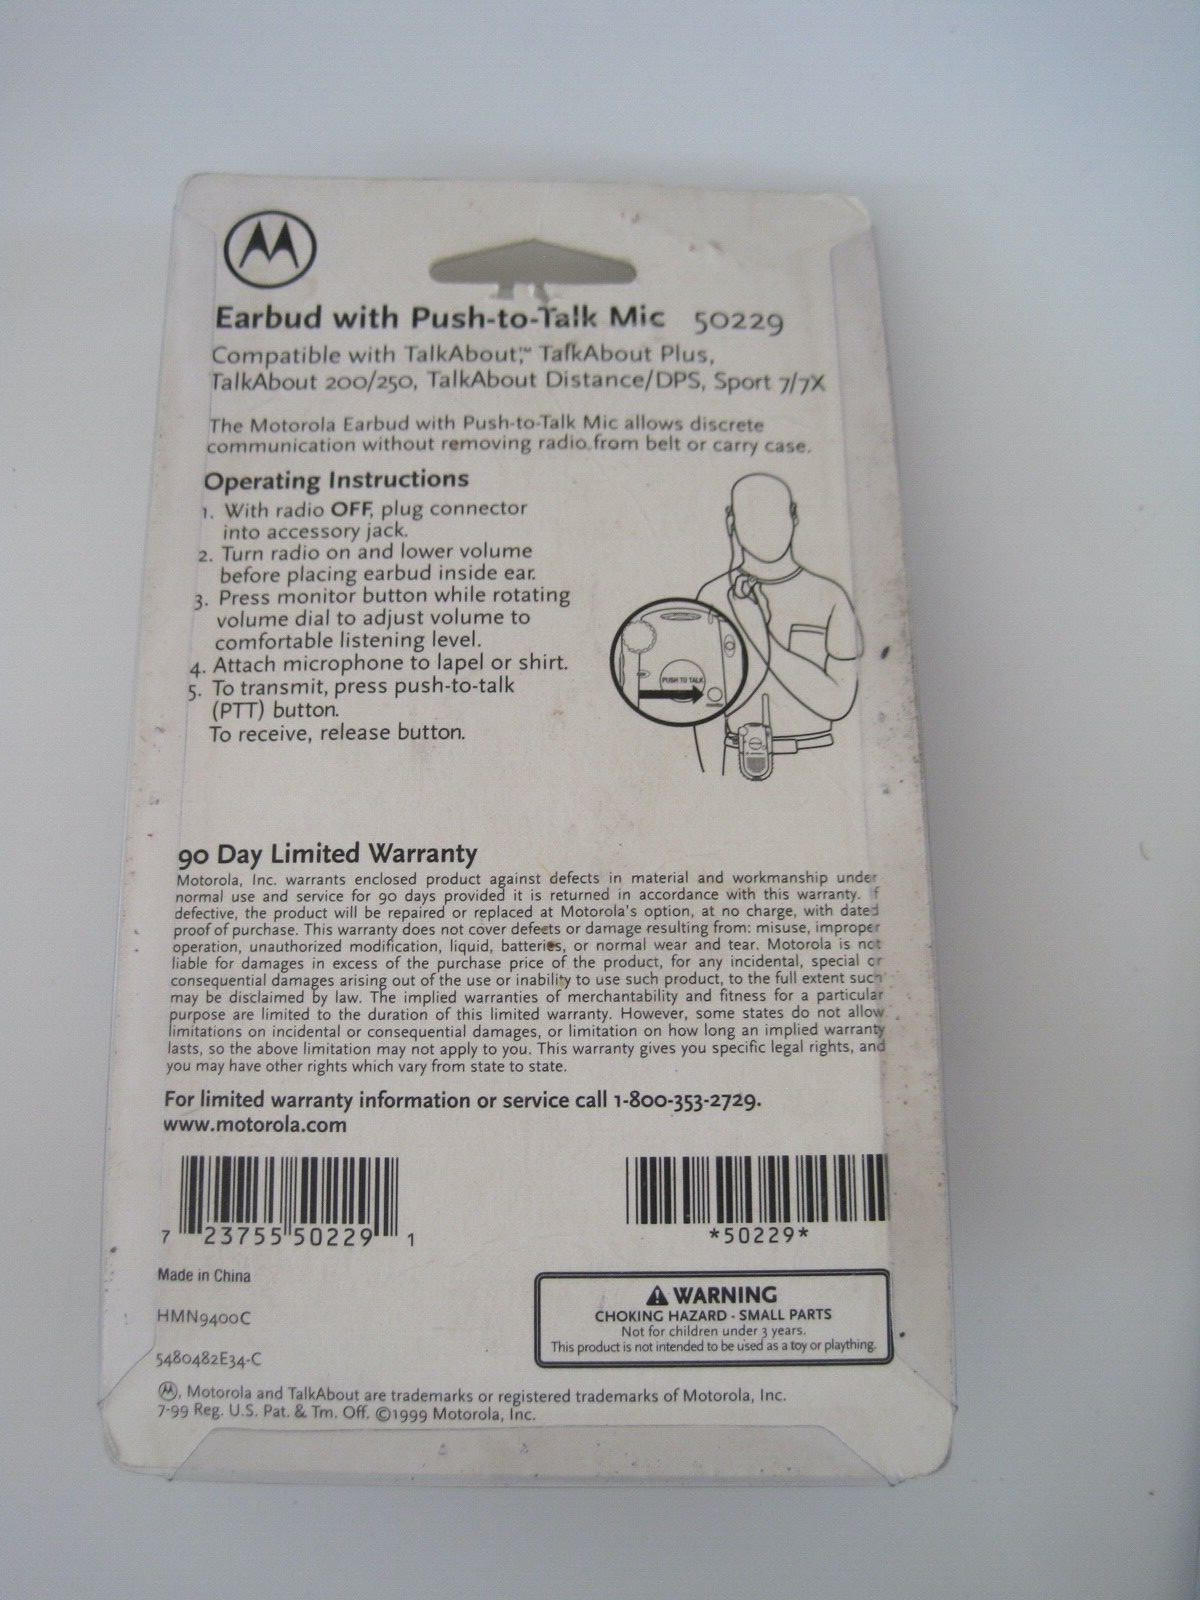 Earbud with Push-to-Talk Mic 50229
Compatible with TalkAbout,™ TalkAbout Plus,
TalkAbout 200/250, TalkAbout Distance/DPS, Sport 7/7X
The Motorola Earbud with Push-to-Talk Mic allows discrete
communication without removing radio from belt or carry case.
Operating Instructions
1. With radio OFF, plug connector
into accessory jack.
2. Turn radio on and lower volume
before placing earbud inside ear.
3. Press monitor button while rotating
volume dial to adjust volume to
comfortable listening level.
4. Attach microphone to lapel or shirt.
5. To transmit, press push-to-talk
(PTT) button.
To receive, release button.
PUSH TO TALK
90 Day Limited Warranty
Motorola, Inc. warrants enclosed product against defects in material and workmanship under
normal use and service for 90 days provided it is returned in accordance with this warranty. If
defective, the product will be repaired or replaced at Motorola's option, at no charge, with dated
proof of purchase. This warranty does not cover defects or damage resulting from: misuse, improper
operation, unauthorized modification, liquid, batteries, or normal wear and tear. Motorola is not
liable for damages in excess of the purchase price of the product, for any incidental, special or
consequential damages arising out of the use or inability to use such product, to the full extent such
may be disclaimed by law. The implied warranties of merchantability and fitness for a particular
purpose are limited to the duration of this limited warranty. However, some states do not allow
limitations on incidental or consequential damages, or limitation on how long an implied warranty
lasts, so the above limitation may not apply to you. This warranty gives you specific legal rights, and
you may have other rights which vary from state to state.
For limited warranty information or service call 1-800-353-2729.
www.motorola.com
7 23755 50229 1
*50229*
Made in China
HMN9400C
5480482E34-C
WARNING
CHOKING HAZARD - SMALL PARTS
Not for children under 3 years.
This product is not intended to be used as a toy or plaything.
Ⓜ, Motorola and TalkAbout are trademarks or registered trademarks of Motorola, Inc.
7-99 Reg. U.S. Pat. & Tm. Off. ©1999 Motorola, Inc.